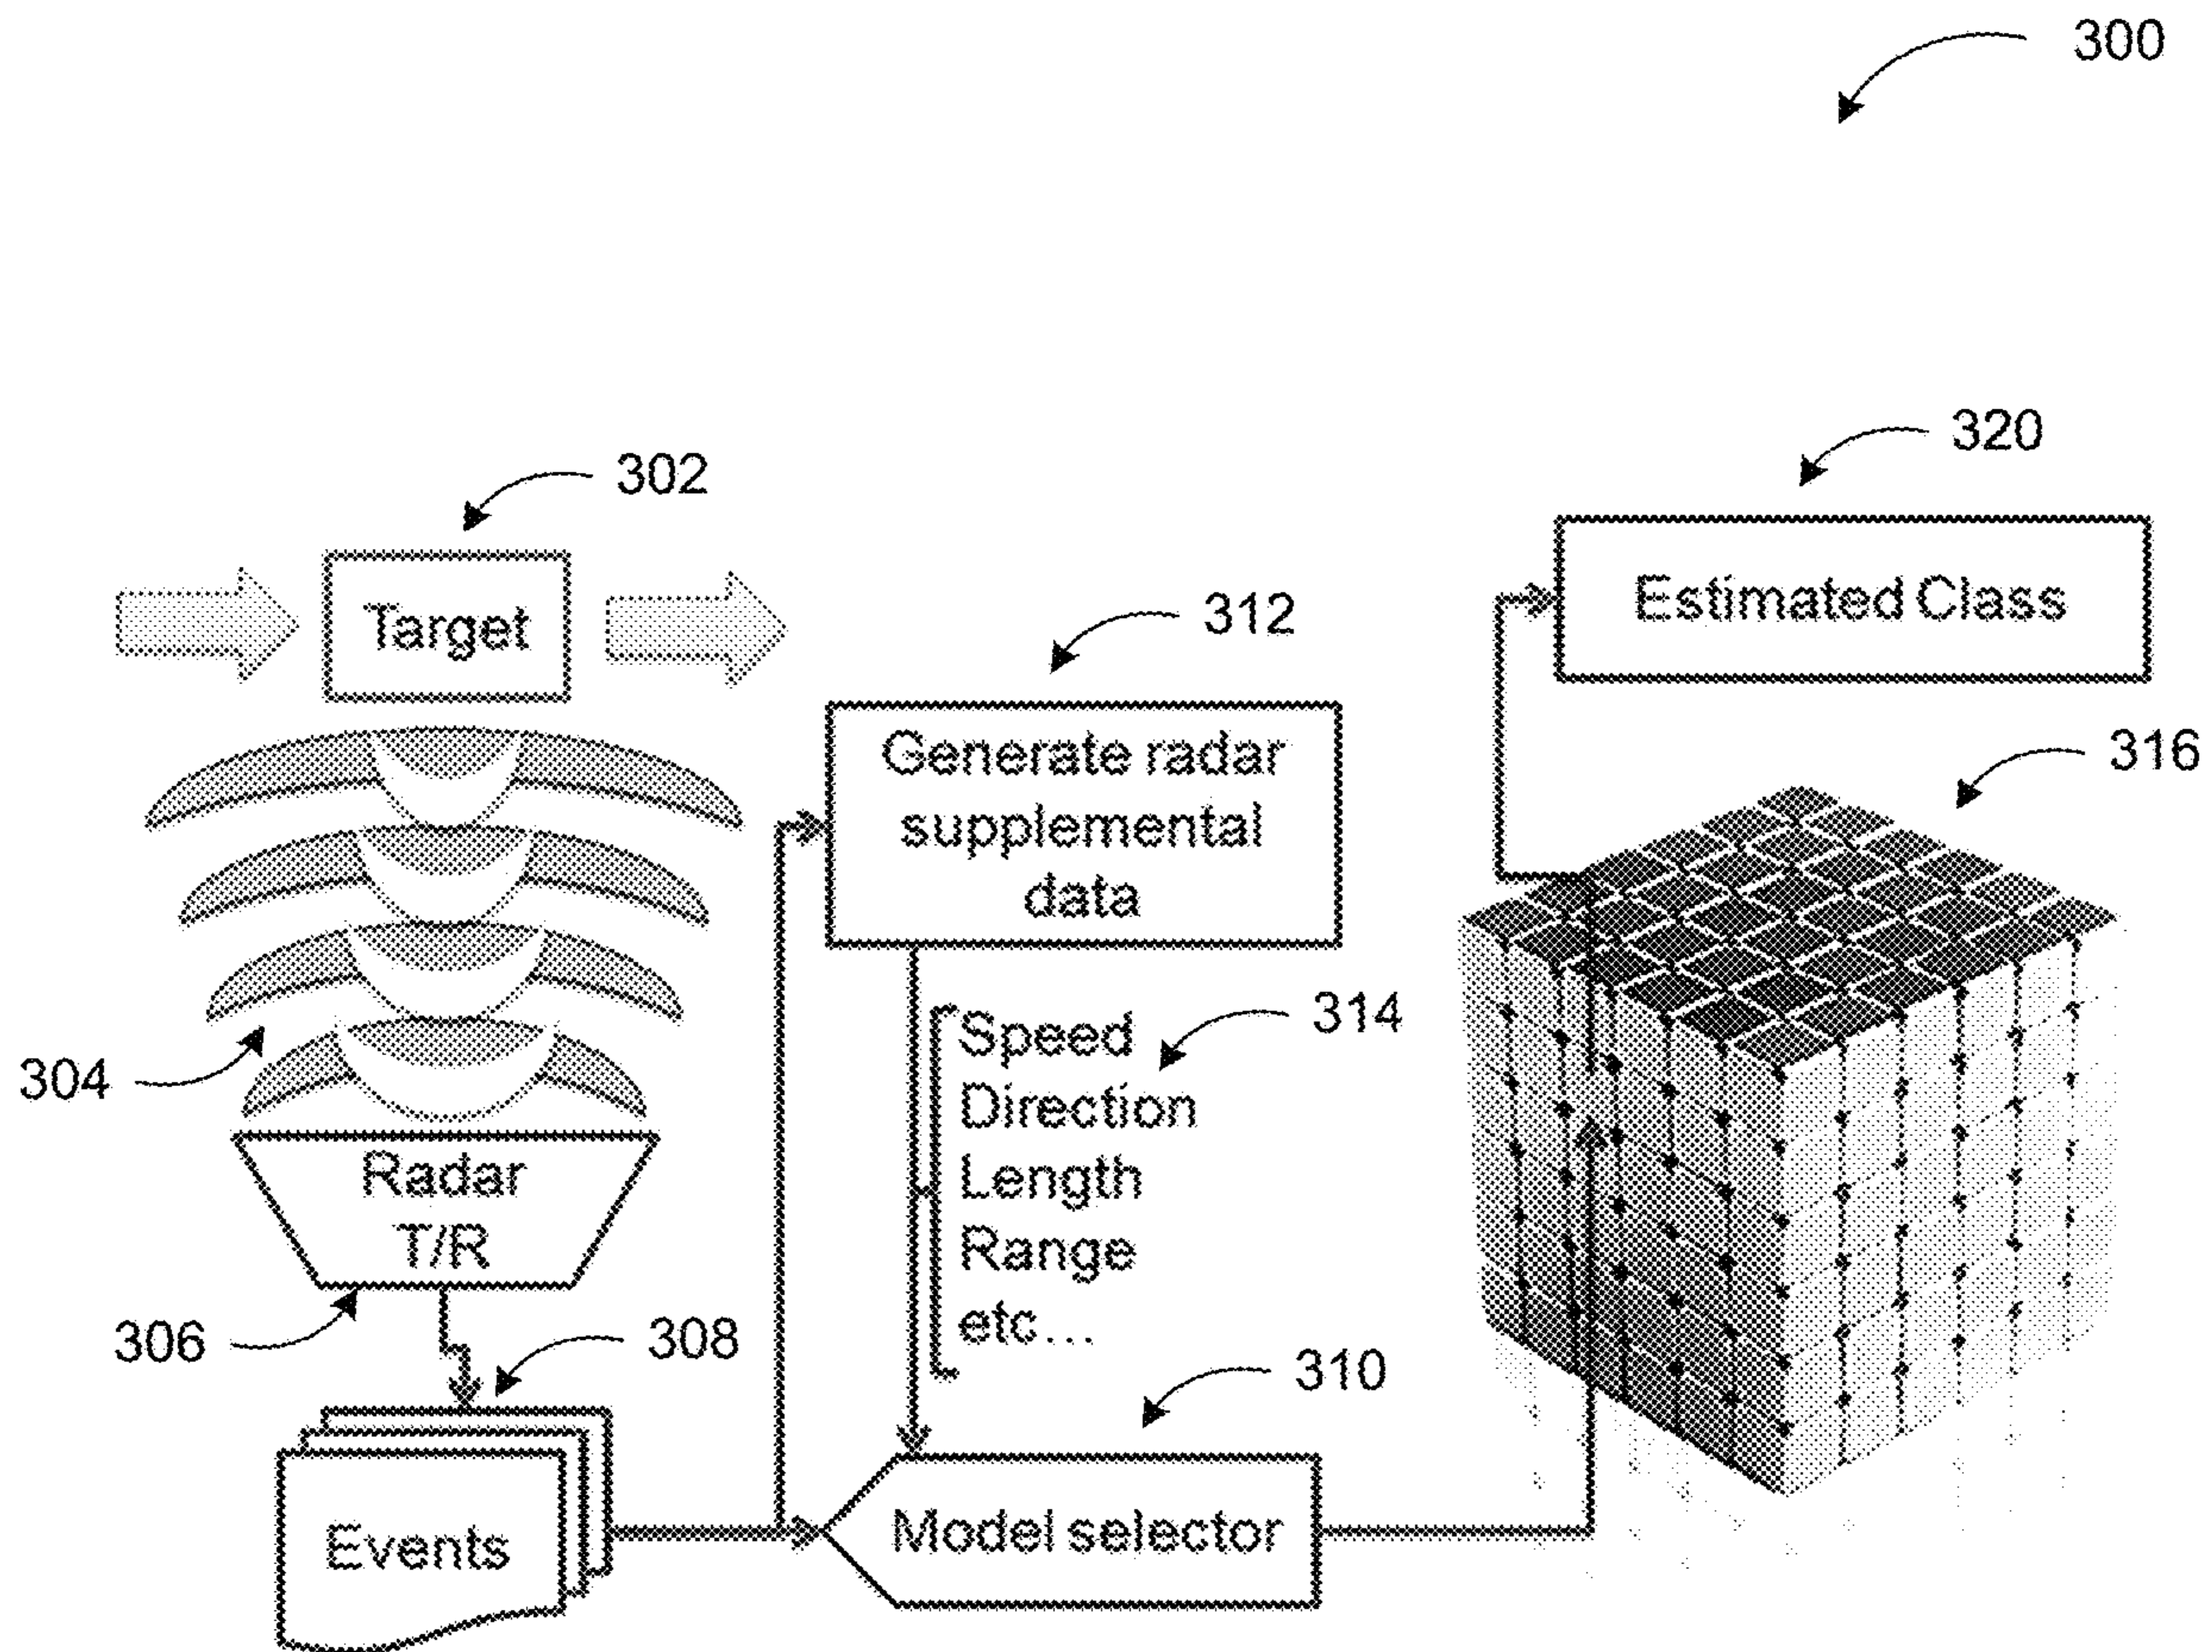 300
320
302
Target
312
Estimated Class
316
Generate radar
supplemental
data
304
314
Speed
Direction
Length
Range
etc...
Radar
T/R
306
308
310
Events
Model selector